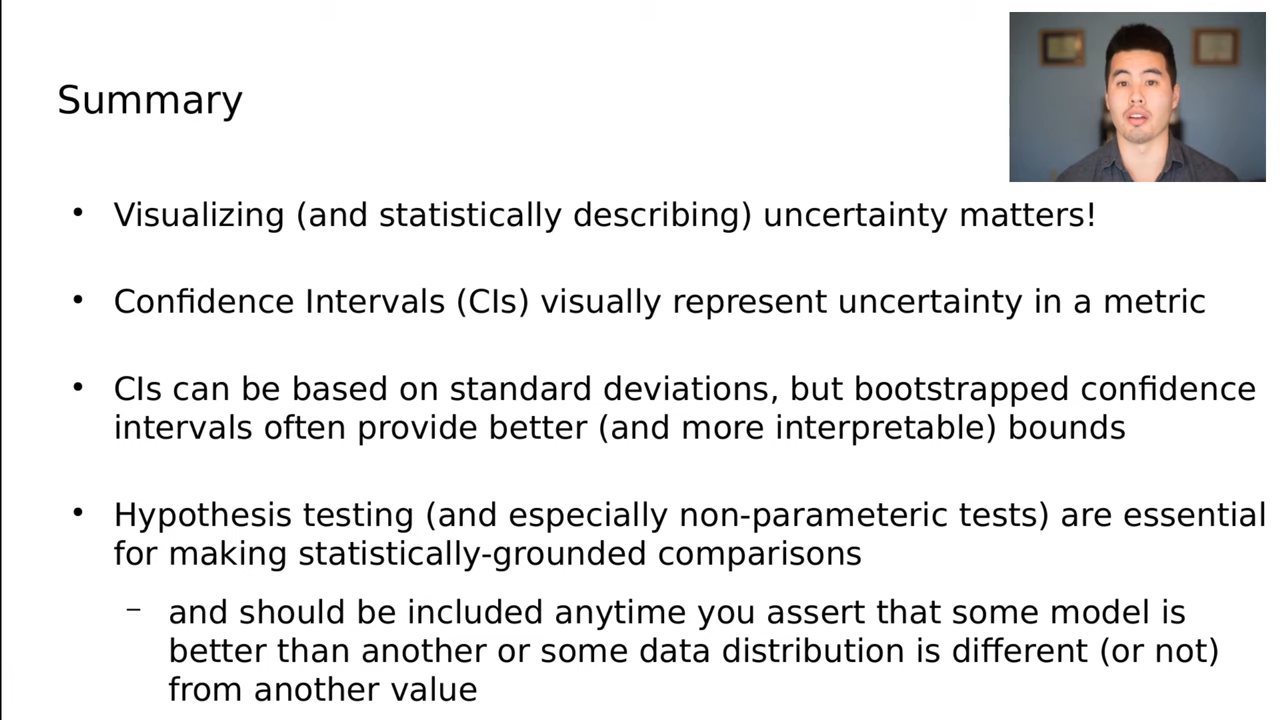 Summary
• Visualizing (and statistically describing) uncertainty matters!
• Confidence Intervals (CIs) visually represent uncertainty in a metric
• CIs can be based on standard deviations, but bootstrapped confidence
intervals often provide better (and more interpretable) bounds
• Hypothesis testing (and especially non-parameteric tests) are essential
for making statistically-grounded comparisons
– and should be included anytime you assert that some model is
better than another or some data distribution is different (or not)
from another value